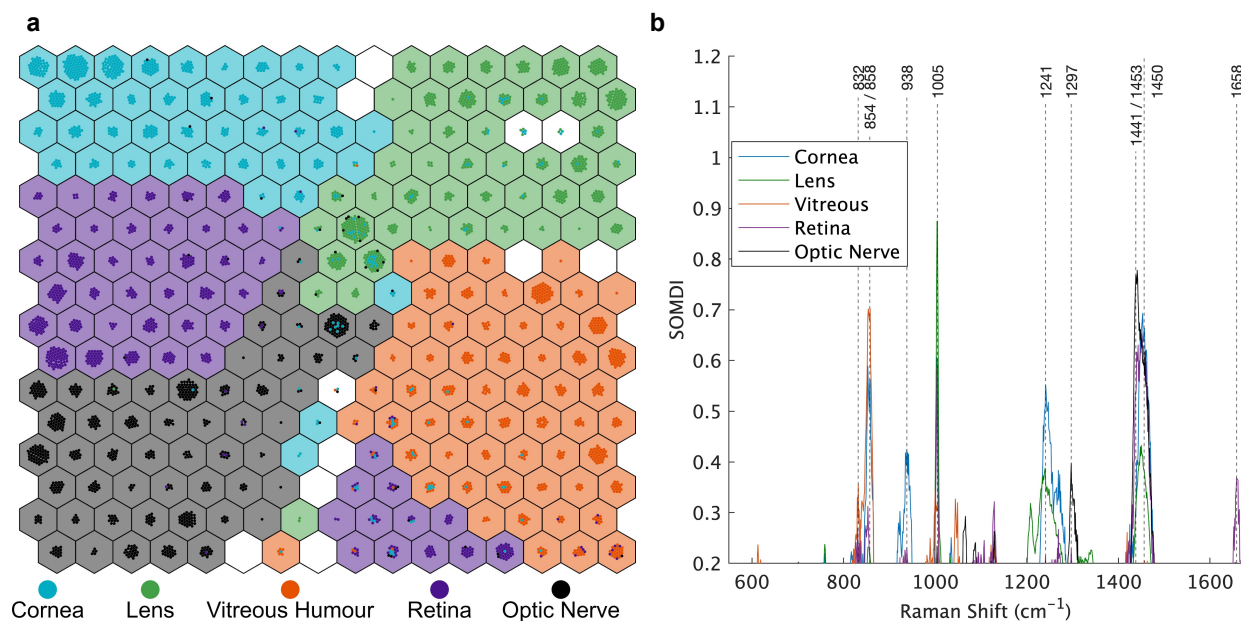 a
Cornea
Lens
Vitreous Humour
Retina
Optic Nerve
b
832
854 / 858
938
1005
1241
1297
1441 / 1453
1450
1658
Cornea
Lens
Vitreous
Retina
Optic Nerve
SOMDI
1.2
1.1
1
0.9
0.8
0.7
0.6
0.5
0.4
0.3
0.2
600
800
1000
1200
1400
1600
Raman Shift (cm⁻¹)